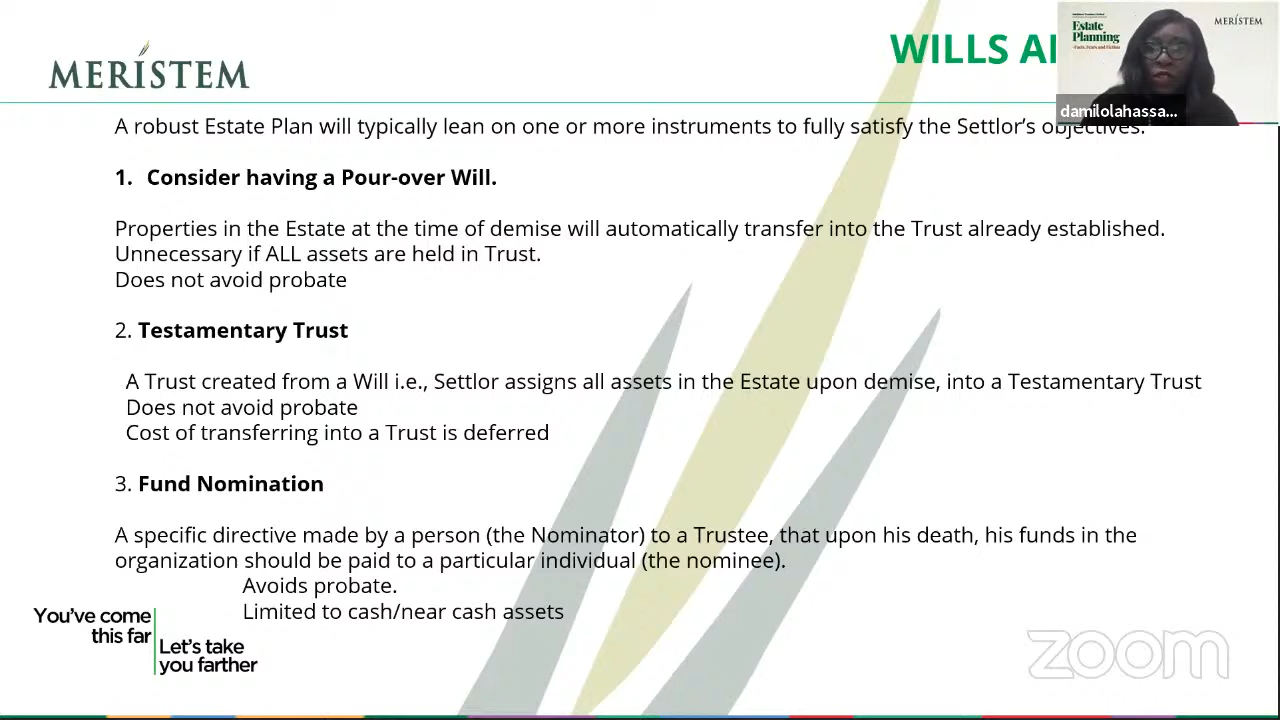 MERÍSTEM
WILLS A
Estate
Planning
MERÍSTEM
damilolahassa...
A robust Estate Plan will typically lean on one or more instruments to fully satisfy the Settlor’s objectives.
1. Consider having a Pour-over Will.
Properties in the Estate at the time of demise will automatically transfer into the Trust already established.
Unnecessary if ALL assets are held in Trust.
Does not avoid probate
2. Testamentary Trust
A Trust created from a Will i.e., Settlor assigns all assets in the Estate upon demise, into a Testamentary Trust
Does not avoid probate
Cost of transferring into a Trust is deferred
3. Fund Nomination
A specific directive made by a person (the Nominator) to a Trustee, that upon his death, his funds in the
organization should be paid to a particular individual (the nominee).
Avoids probate.
Limited to cash/near cash assets
You’ve come
this far
Let’s take
you farther
zoom